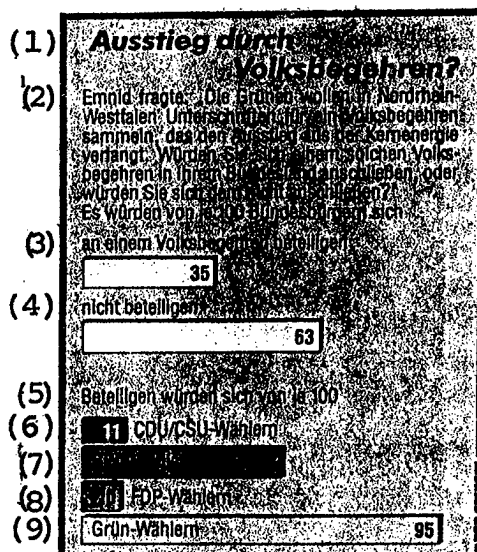 (1) Ausstieg durch
Volksbegehren?
(2) Emnid fragte: „Die Grünen wollen in Nordrhein-
Westfalen Unterschriften für ein Volksbegehren
sammeln, das den Ausstieg aus der Kernenergie
verlangt. Würden Sie sich einem solchen Volks-
begehren in Ihrem Bundesland anschließen, oder
würden Sie sich dem nicht anschließen?“
Es würden von je 100 Bundesbürgern sich
(3) an einem Volksbegehren beteiligen
35
(4) nicht beteiligen
63
(5) Beteiligen würden sich von je 100
(6) 11 CDU/CSU-Wählern
(7)
(8) FDP-Wählern
(9) Grün-Wählern 95